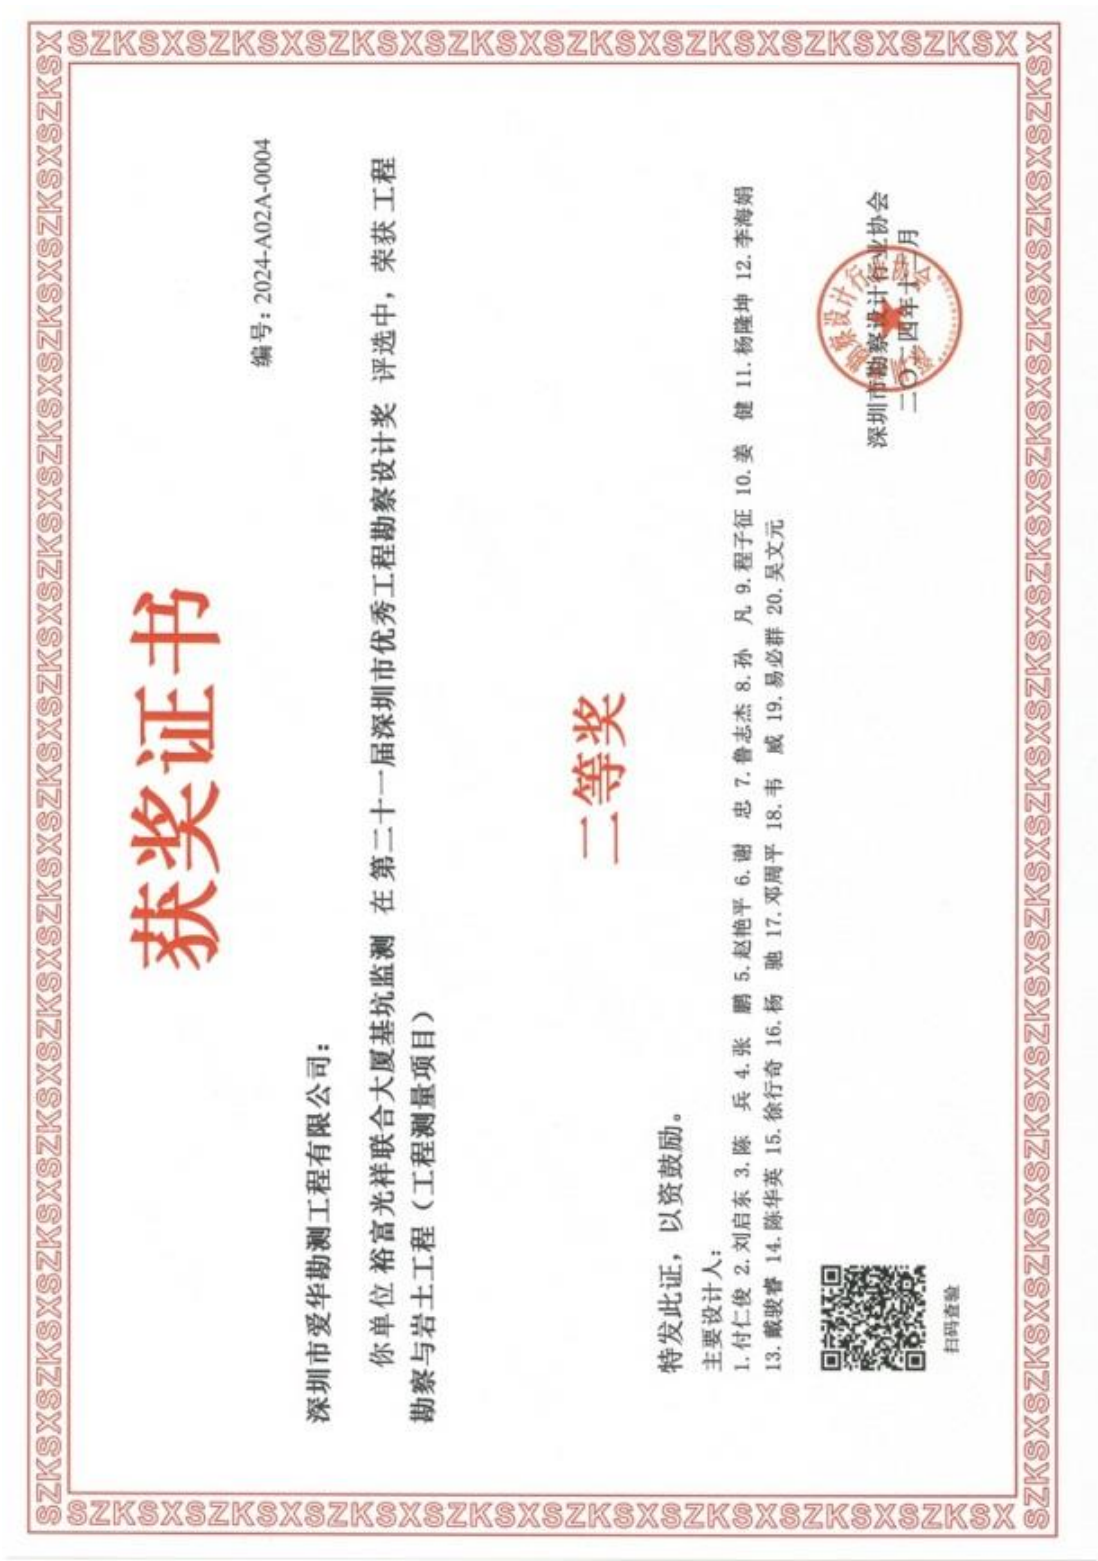 SZKSXSZKSXSZKSXSZKSXSZKSXSZKSXSZKSXSZKSX
获奖证书
编号：2024-A02A-0004
深圳市爱华勘测工程有限公司：
你单位 裕富光祥联合大厦基坑监测 在 第二十一届深圳市优秀工程勘察设计奖 评选中，荣获 工程
勘察与岩土工程（工程测量项目）
二等奖
特发此证，以资鼓励。
主要设计人：
1.付仁俊 2.刘启东 3.陈 兵 4.张 鹏 5.赵艳平 6.谢 忠 7.鲁志杰 8.孙 凡 9.程子征 10.姜 健 11.杨隆坤 12.李海娟
13.戴骏睿 14.陈华英 15.徐行奇 16.杨 驰 17.邓周平 18.韦 威 19.易必群 20.吴文元
深圳市勘察设计行业协会
二〇二四年十一月
扫码查验